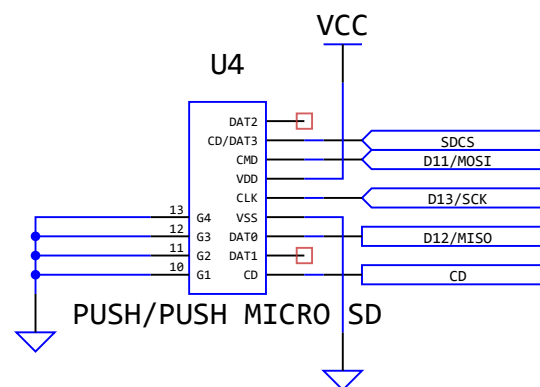 VCC
U4
DAT2
CD/DAT3
SDCS
CMD
D11/MOSI
VDD
CLK
D13/SCK
13
G4
VSS
12
G3
DAT0
D12/MISO
11
G2
DAT1
10
G1
CD
CD
PUSH/PUSH MICRO SD